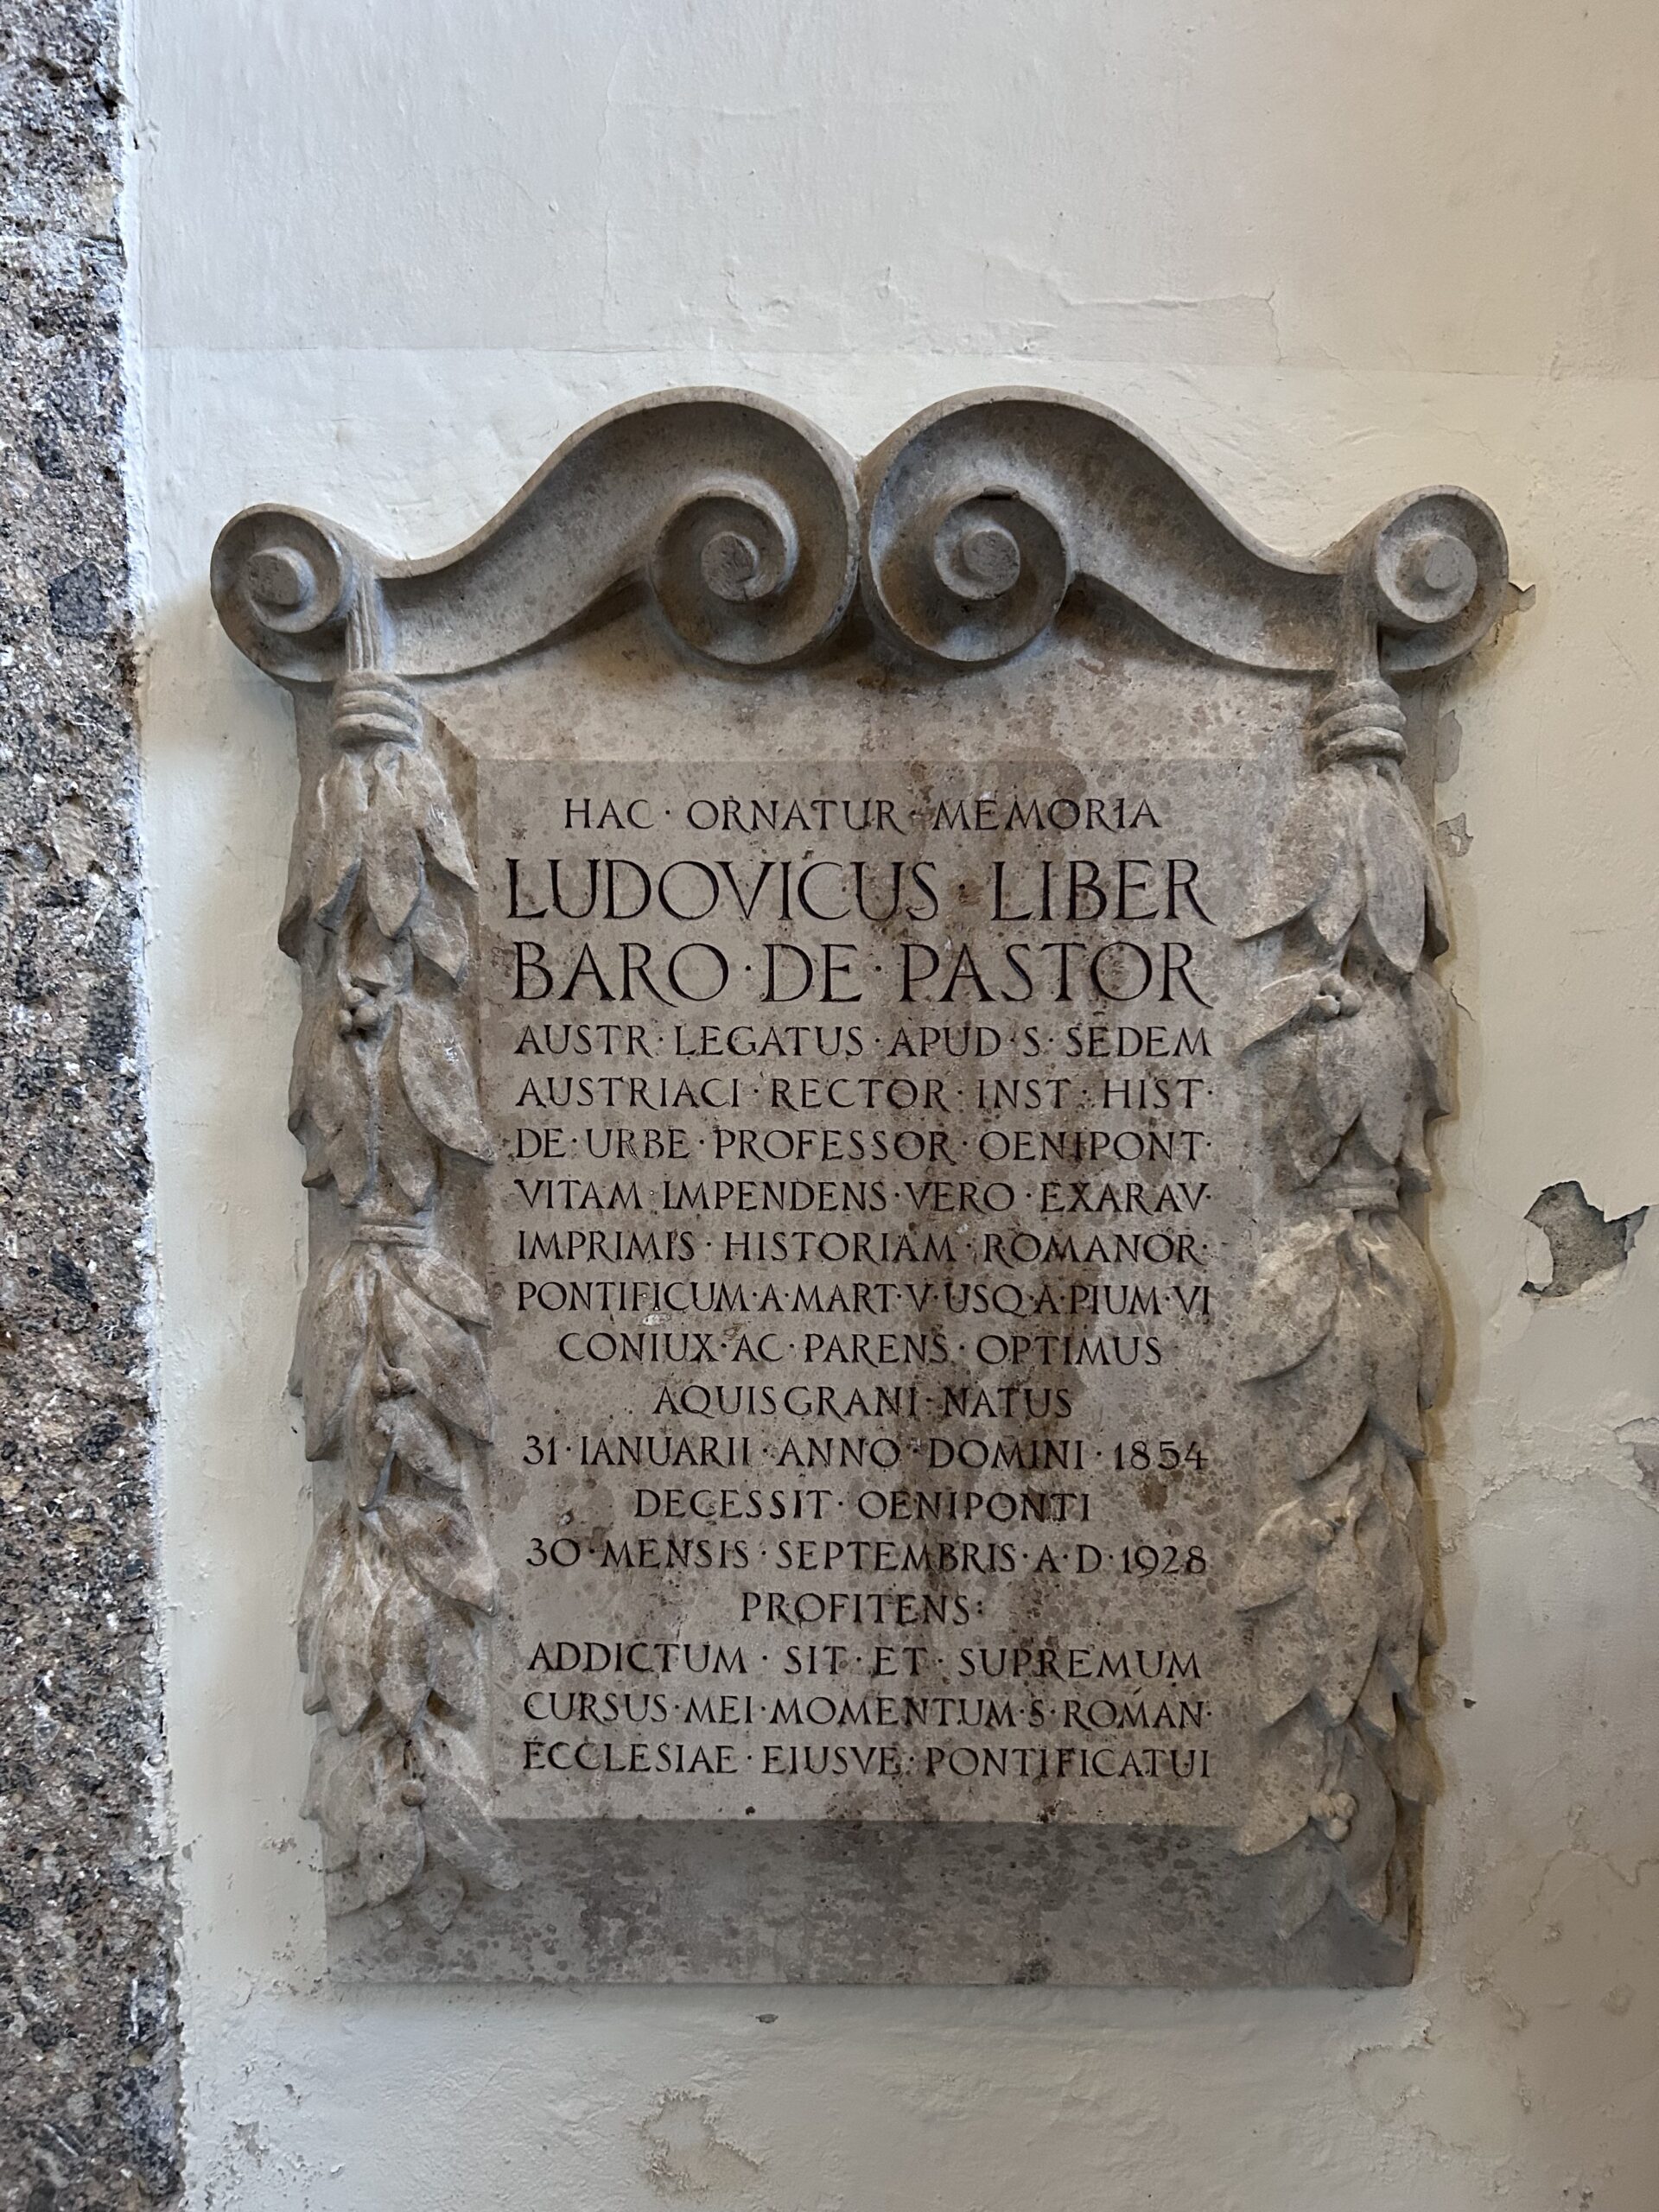 HAC · ORNATUR · MEMORIA
LUDOVICUS · LIBER
BARO · DE · PASTOR
AUSTR · LEGATUS · APUD · S · SEDEM
AUSTRIACI · RECTOR · INST · HIST ·
DE · URBE · PROFESSOR · OENIPONT ·
VITAM · IMPENDENS · VERO · EXARAV ·
IMPRIMIS · HISTORIAM · ROMANOR ·
PONTIFICUM · A · MART · V · USQ · A · PIUM · VI
CONIUX · AC · PARENS · OPTIMUS
AQUISGRANI · NATUS
31 · IANUARII · ANNO · DOMINI · 1854
DECESSIT · OENIPONTI
30 · MENSIS · SEPTEMBRIS · A · D · 1928
PROFITENS:
ADDICTUM · SIT · ET · SUPREMUM
CURSUS · MEI · MOMENTUM · S · ROMAN ·
ECCLESIAE · EIUSVE · PONTIFICATUI